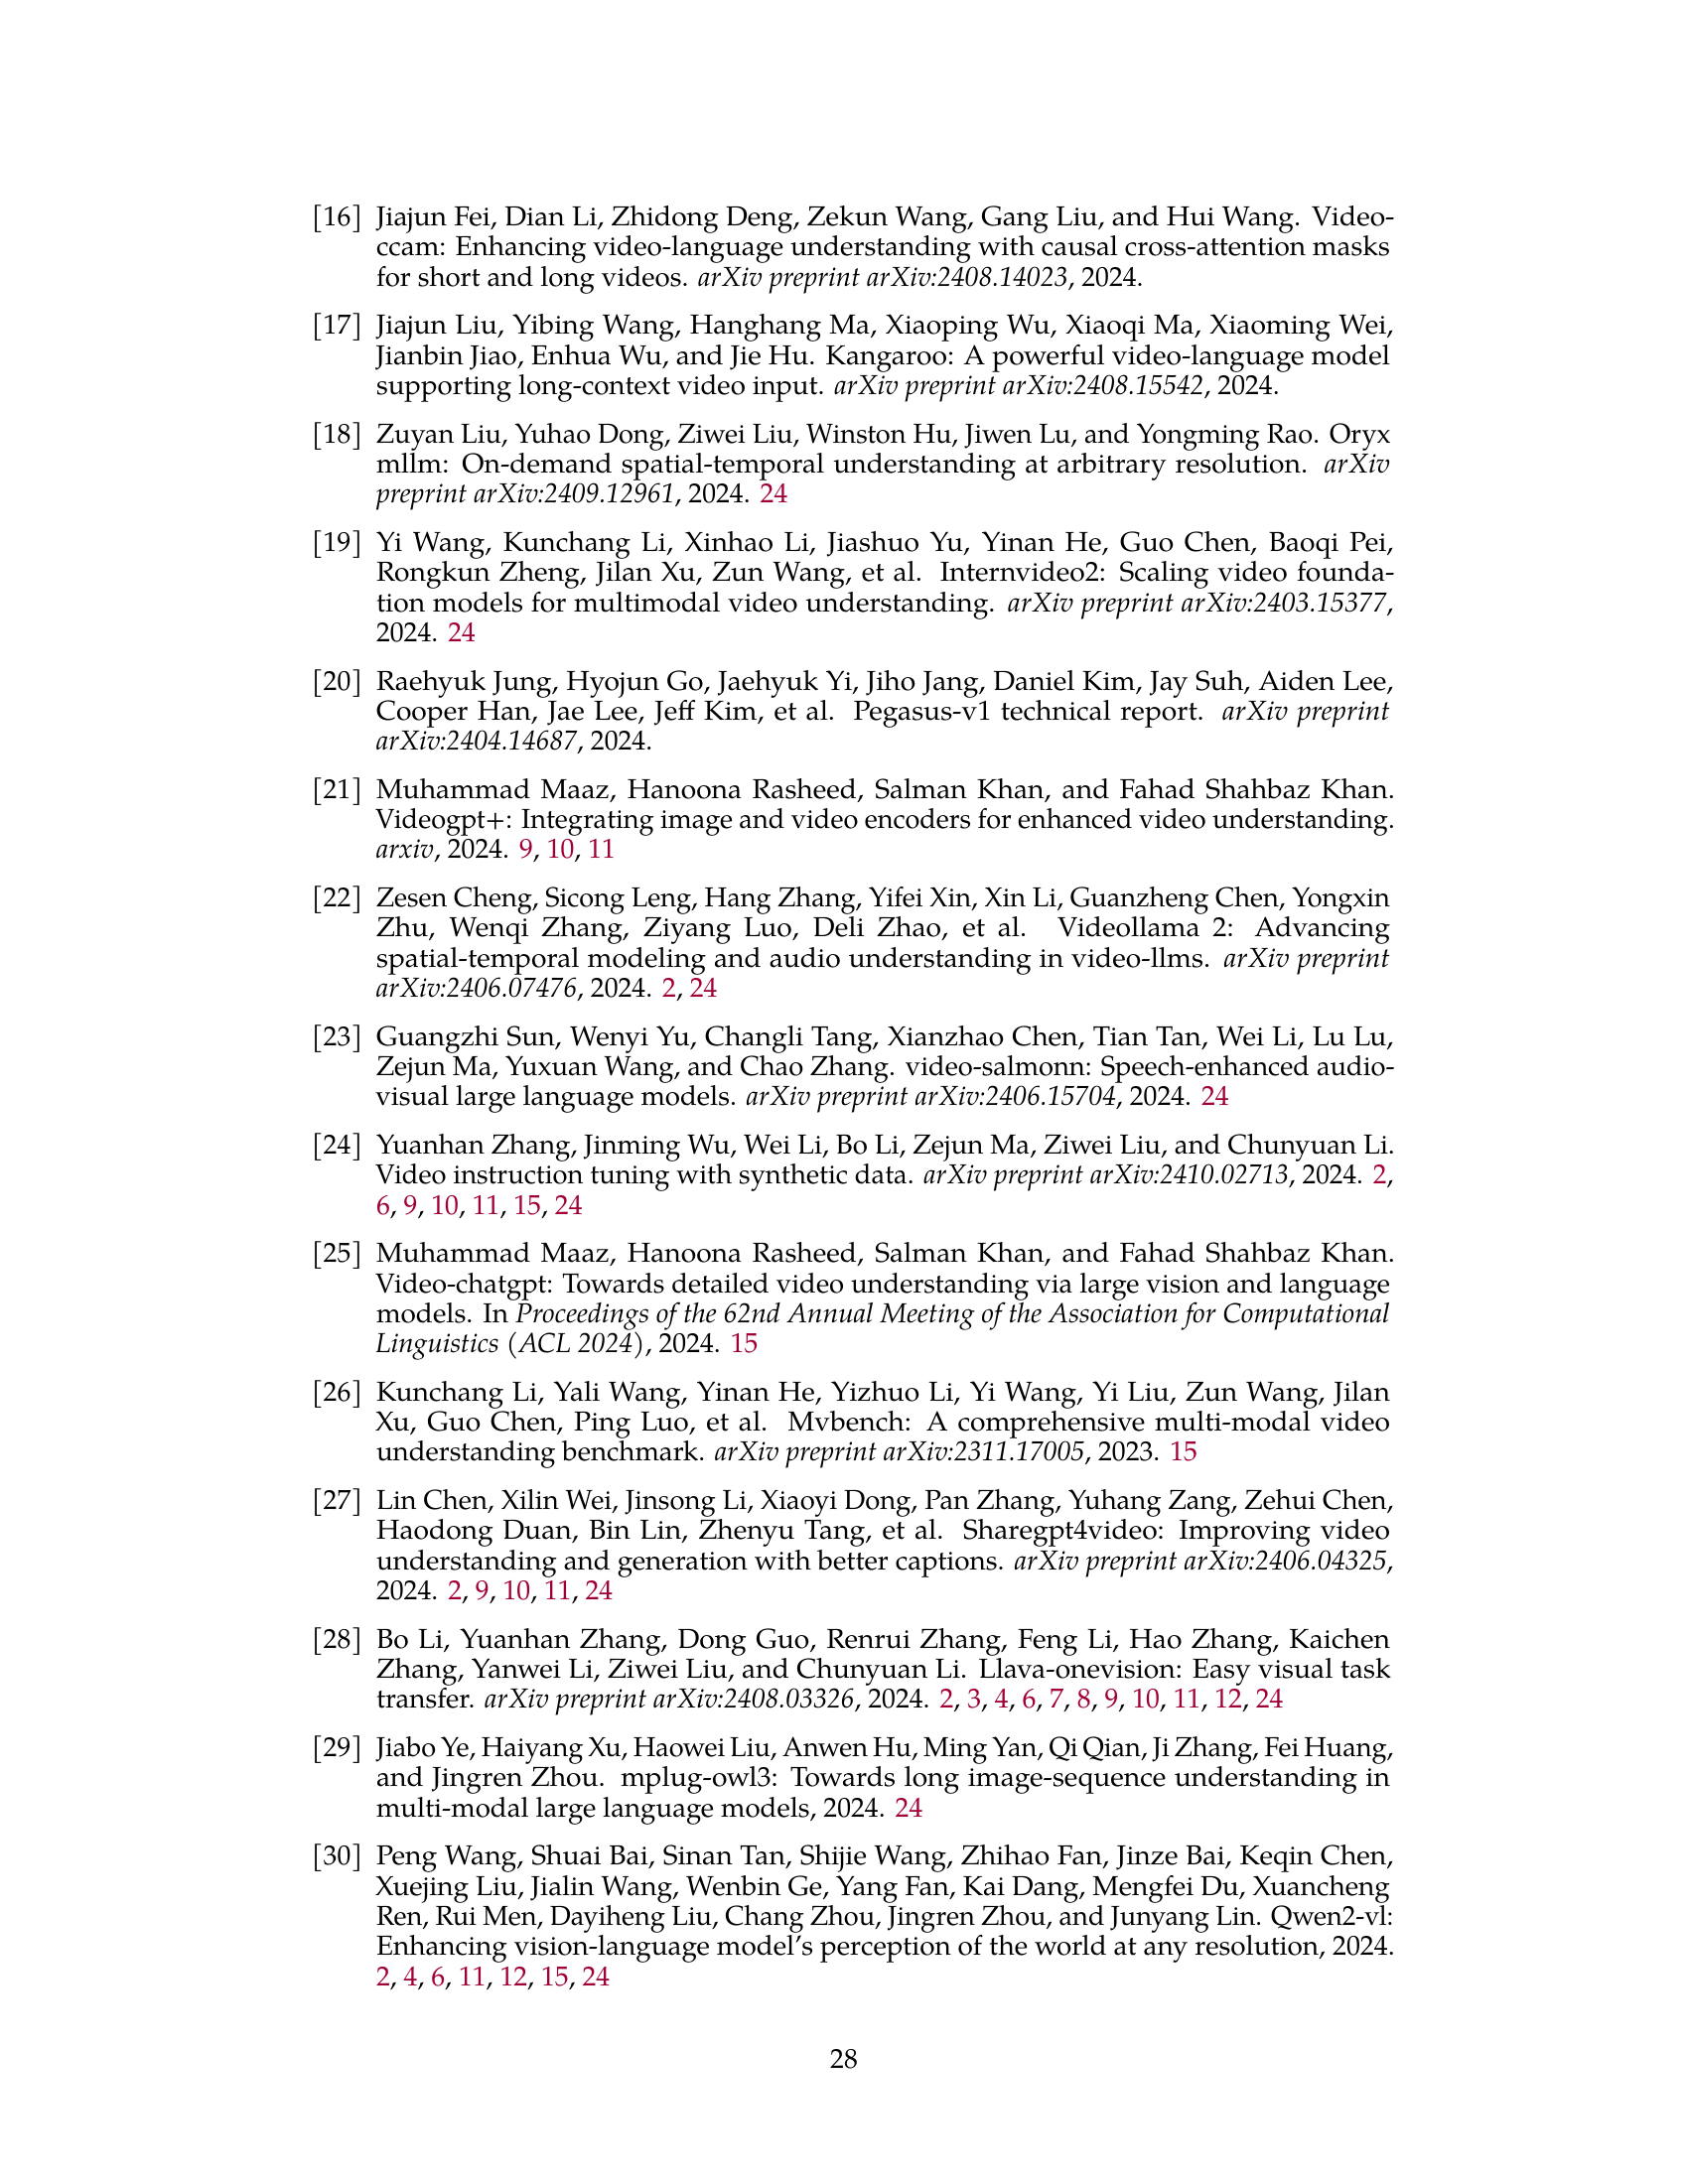 [16] Jiajun Fei, Dian Li, Zhidong Deng, Zekun Wang, Gang Liu, and Hui Wang. Video-
ccam: Enhancing video-language understanding with causal cross-attention masks
for short and long videos. arXiv preprint arXiv:2408.14023, 2024.
[17] Jiajun Liu, Yibing Wang, Hanghang Ma, Xiaoping Wu, Xiaoqi Ma, Xiaoming Wei,
Jianbin Jiao, Enhua Wu, and Jie Hu. Kangaroo: A powerful video-language model
supporting long-context video input. arXiv preprint arXiv:2408.15542, 2024.
[18] Zuyan Liu, Yuhao Dong, Ziwei Liu, Winston Hu, Jiwen Lu, and Yongming Rao. Oryx
mllm: On-demand spatial-temporal understanding at arbitrary resolution. arXiv
preprint arXiv:2409.12961, 2024. 24
[19] Yi Wang, Kunchang Li, Xinhao Li, Jiashuo Yu, Yinan He, Guo Chen, Baoqi Pei,
Rongkun Zheng, Jilan Xu, Zun Wang, et al. Internvideo2: Scaling video founda-
tion models for multimodal video understanding. arXiv preprint arXiv:2403.15377,
2024. 24
[20] Raehyuk Jung, Hyojun Go, Jaehyuk Yi, Jiho Jang, Daniel Kim, Jay Suh, Aiden Lee,
Cooper Han, Jae Lee, Jeff Kim, et al. Pegasus-v1 technical report. arXiv preprint
arXiv:2404.14687, 2024.
[21] Muhammad Maaz, Hanoona Rasheed, Salman Khan, and Fahad Shahbaz Khan.
Videogpt+: Integrating image and video encoders for enhanced video understanding.
arxiv, 2024. 9, 10, 11
[22] Zesen Cheng, Sicong Leng, Hang Zhang, Yifei Xin, Xin Li, Guanzheng Chen, Yongxin
Zhu, Wenqi Zhang, Ziyang Luo, Deli Zhao, et al. Videollama 2: Advancing
spatial-temporal modeling and audio understanding in video-llms. arXiv preprint
arXiv:2406.07476, 2024. 2, 24
[23] Guangzhi Sun, Wenyi Yu, Changli Tang, Xianzhao Chen, Tian Tan, Wei Li, Lu Lu,
Zejun Ma, Yuxuan Wang, and Chao Zhang. video-salmonn: Speech-enhanced audio-
visual large language models. arXiv preprint arXiv:2406.15704, 2024. 24
[24] Yuanhan Zhang, Jinming Wu, Wei Li, Bo Li, Zejun Ma, Ziwei Liu, and Chunyuan Li.
Video instruction tuning with synthetic data. arXiv preprint arXiv:2410.02713, 2024. 2,
6, 9, 10, 11, 15, 24
[25] Muhammad Maaz, Hanoona Rasheed, Salman Khan, and Fahad Shahbaz Khan.
Video-chatgpt: Towards detailed video understanding via large vision and language
models. In Proceedings of the 62nd Annual Meeting of the Association for Computational
Linguistics (ACL 2024), 2024. 15
[26] Kunchang Li, Yali Wang, Yinan He, Yizhuo Li, Yi Wang, Yi Liu, Zun Wang, Jilan
Xu, Guo Chen, Ping Luo, et al. Mvbench: A comprehensive multi-modal video
understanding benchmark. arXiv preprint arXiv:2311.17005, 2023. 15
[27] Lin Chen, Xilin Wei, Jinsong Li, Xiaoyi Dong, Pan Zhang, Yuhang Zang, Zehui Chen,
Haodong Duan, Bin Lin, Zhenyu Tang, et al. Sharegpt4video: Improving video
understanding and generation with better captions. arXiv preprint arXiv:2406.04325,
2024. 2, 9, 10, 11, 24
[28] Bo Li, Yuanhan Zhang, Dong Guo, Renrui Zhang, Feng Li, Hao Zhang, Kaichen
Zhang, Yanwei Li, Ziwei Liu, and Chunyuan Li. Llava-onevision: Easy visual task
transfer. arXiv preprint arXiv:2408.03326, 2024. 2, 3, 4, 6, 7, 8, 9, 10, 11, 12, 24
[29] Jiabo Ye, Haiyang Xu, Haowei Liu, Anwen Hu, Ming Yan, Qi Qian, Ji Zhang, Fei Huang,
and Jingren Zhou. mplug-owl3: Towards long image-sequence understanding in
multi-modal large language models, 2024. 24
[30] Peng Wang, Shuai Bai, Sinan Tan, Shijie Wang, Zhihao Fan, Jinze Bai, Keqin Chen,
Xuejing Liu, Jialin Wang, Wenbin Ge, Yang Fan, Kai Dang, Mengfei Du, Xuancheng
Ren, Rui Men, Dayiheng Liu, Chang Zhou, Jingren Zhou, and Junyang Lin. Qwen2-vl:
Enhancing vision-language model's perception of the world at any resolution, 2024.
2, 4, 6, 11, 12, 15, 24
28